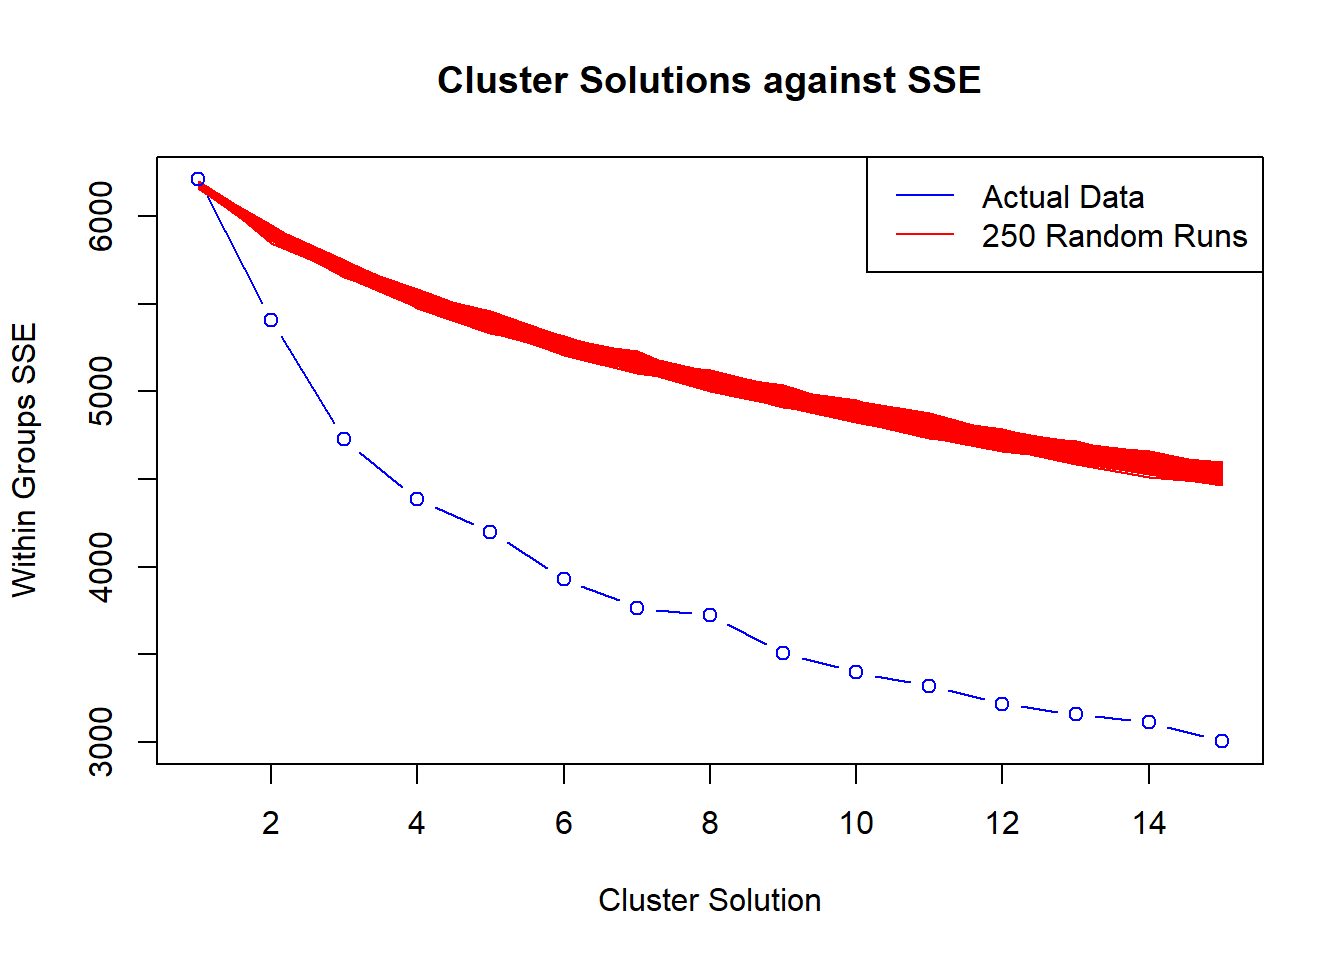 Cluster Solutions against SSE
Actual Data
250 Random Runs
Within Groups SSE
6000
5000
4000
3000
2 4 6 8 10 12 14
Cluster Solution